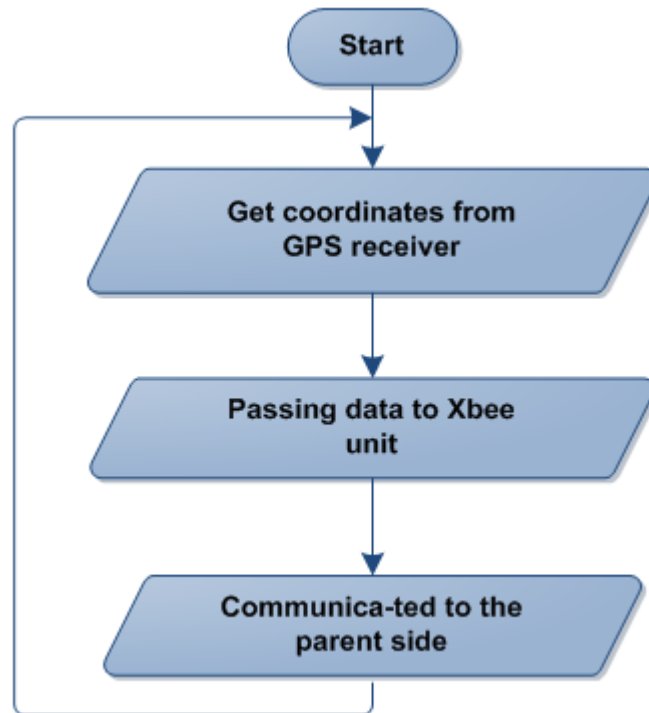 Start
Get coordinates from
GPS receiver
Passing data to Xbee
unit
Communica-ted to the
parent side